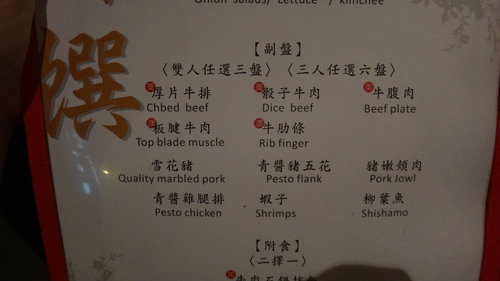 Onion salads/ Lettuce / kimchee
饌
【副盤】
〈雙人任選三盤〉〈三人任選六盤〉
厚片牛排 骰子牛肉 牛腹肉
Chbed beef Dice beef Beef plate
板腱牛肉 牛肋條
Top blade muscle Rib finger
雪花豬 青醬豬五花 豬嫩頰肉
Quality marbled pork Pesto flank Pork Jowl
青醬雞腿排 蝦子 柳葉魚
Pesto chicken Shrimps Shishamo
【附食】
〈二擇一〉